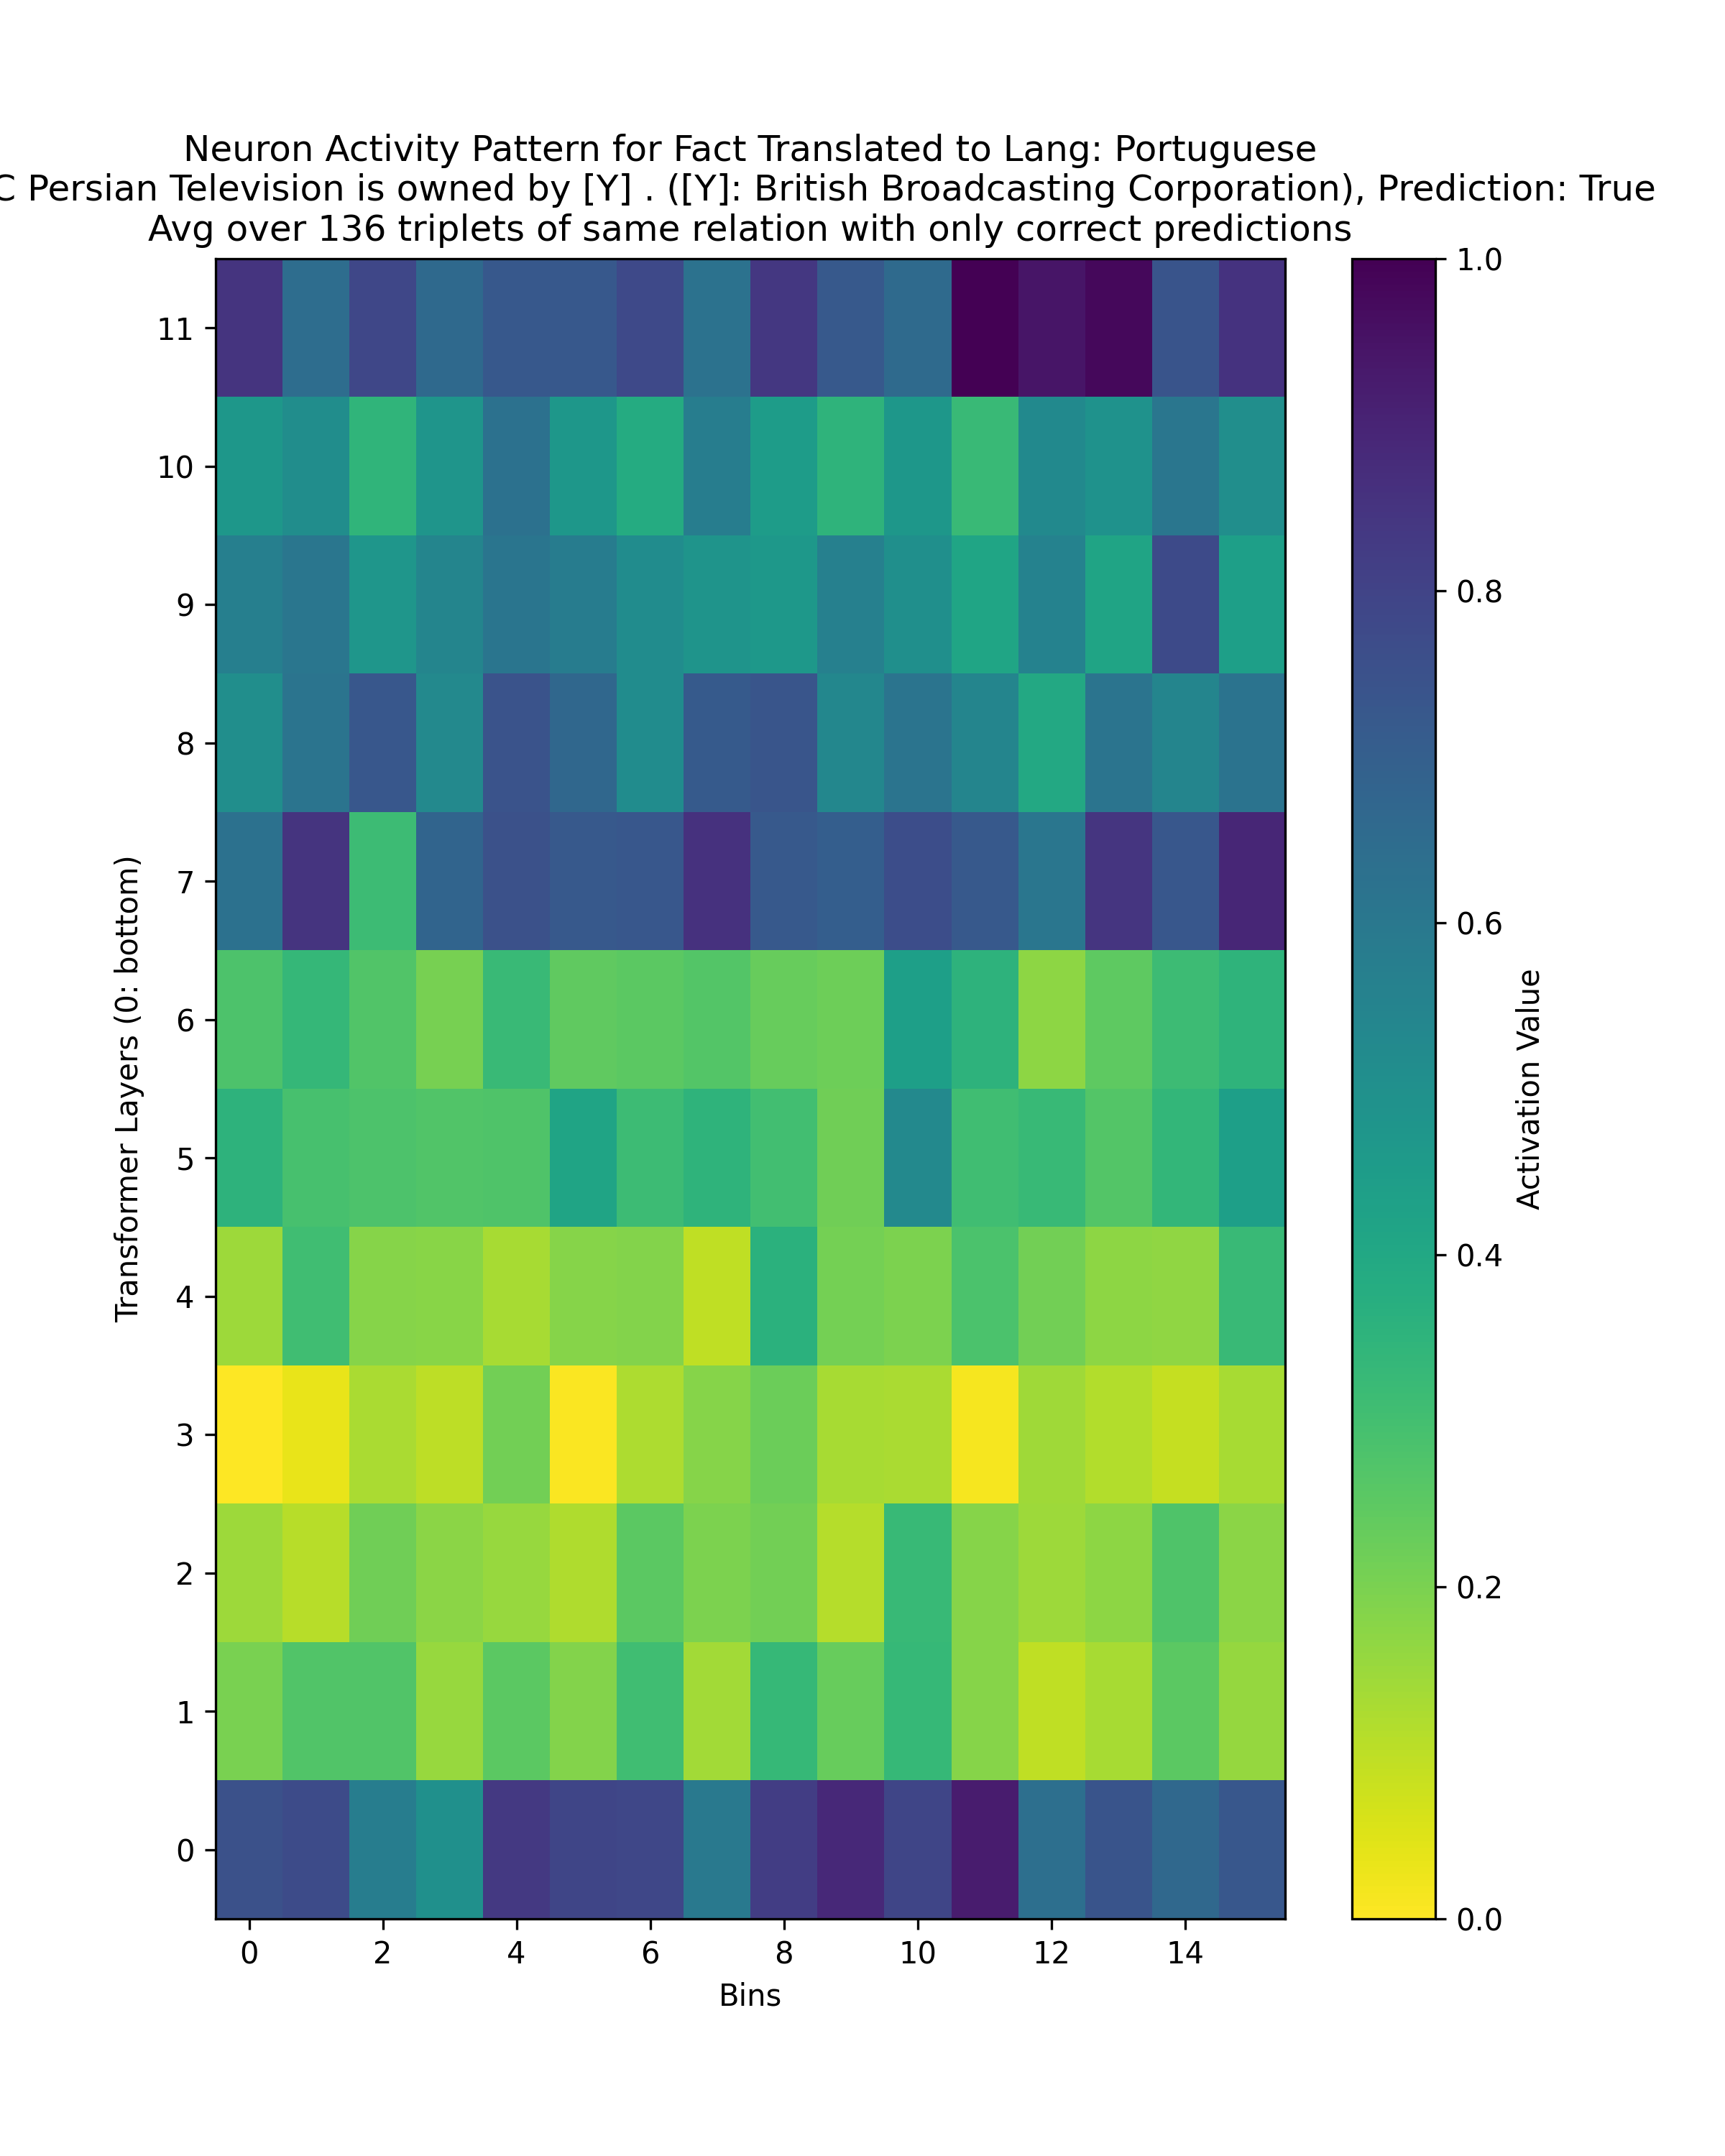 Neuron Activity Pattern for Fact Translated to Lang: Portuguese
C Persian Television is owned by [Y] . ([Y]: British Broadcasting Corporation), Prediction: True
Avg over 136 triplets of same relation with only correct predictions
11
10
9
8
7
6
5
4
3
2
1
0
Transformer Layers (0: bottom)
0 2 4 6 8 10 12 14
Bins
1.0
0.8
0.6
0.4
0.2
0.0
Activation Value